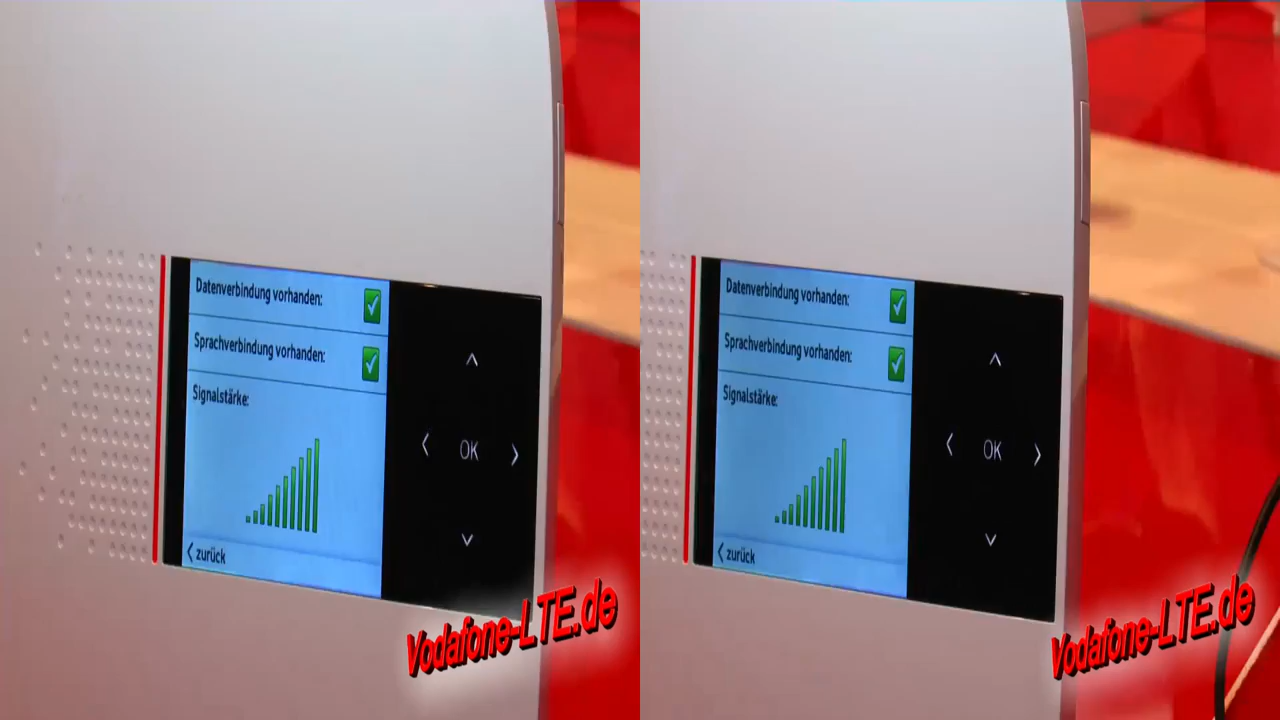 Datenverbindung vorhanden:
Sprachverbindung vorhanden:
Signalstärke:
OK
zurück
Vodafone-LTE.de
Datenverbindung vorhanden:
Sprachverbindung vorhanden:
Signalstärke:
OK
zurück
Vodafone-LTE.de